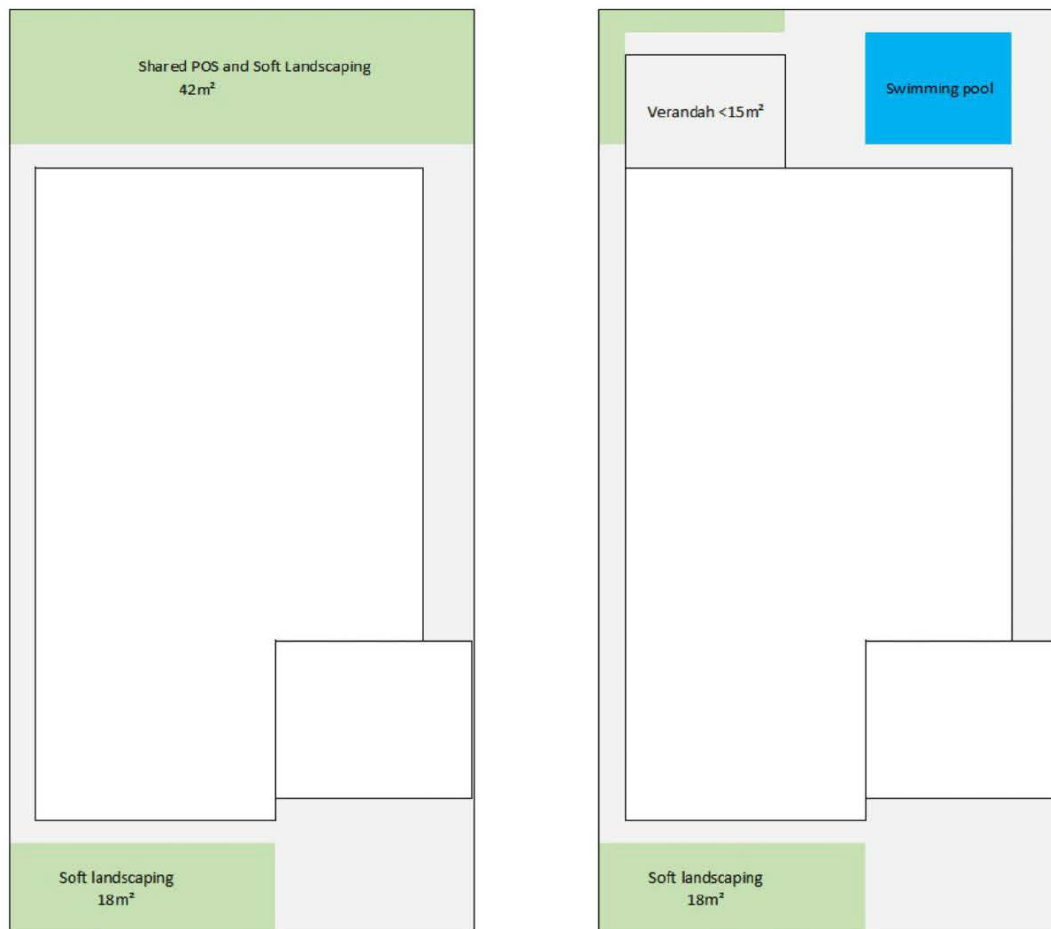 Shared POS and Soft Landscaping
42m²
Verandah <15m²
Swimming pool
Soft landscaping
18m²
Soft landscaping
18m²